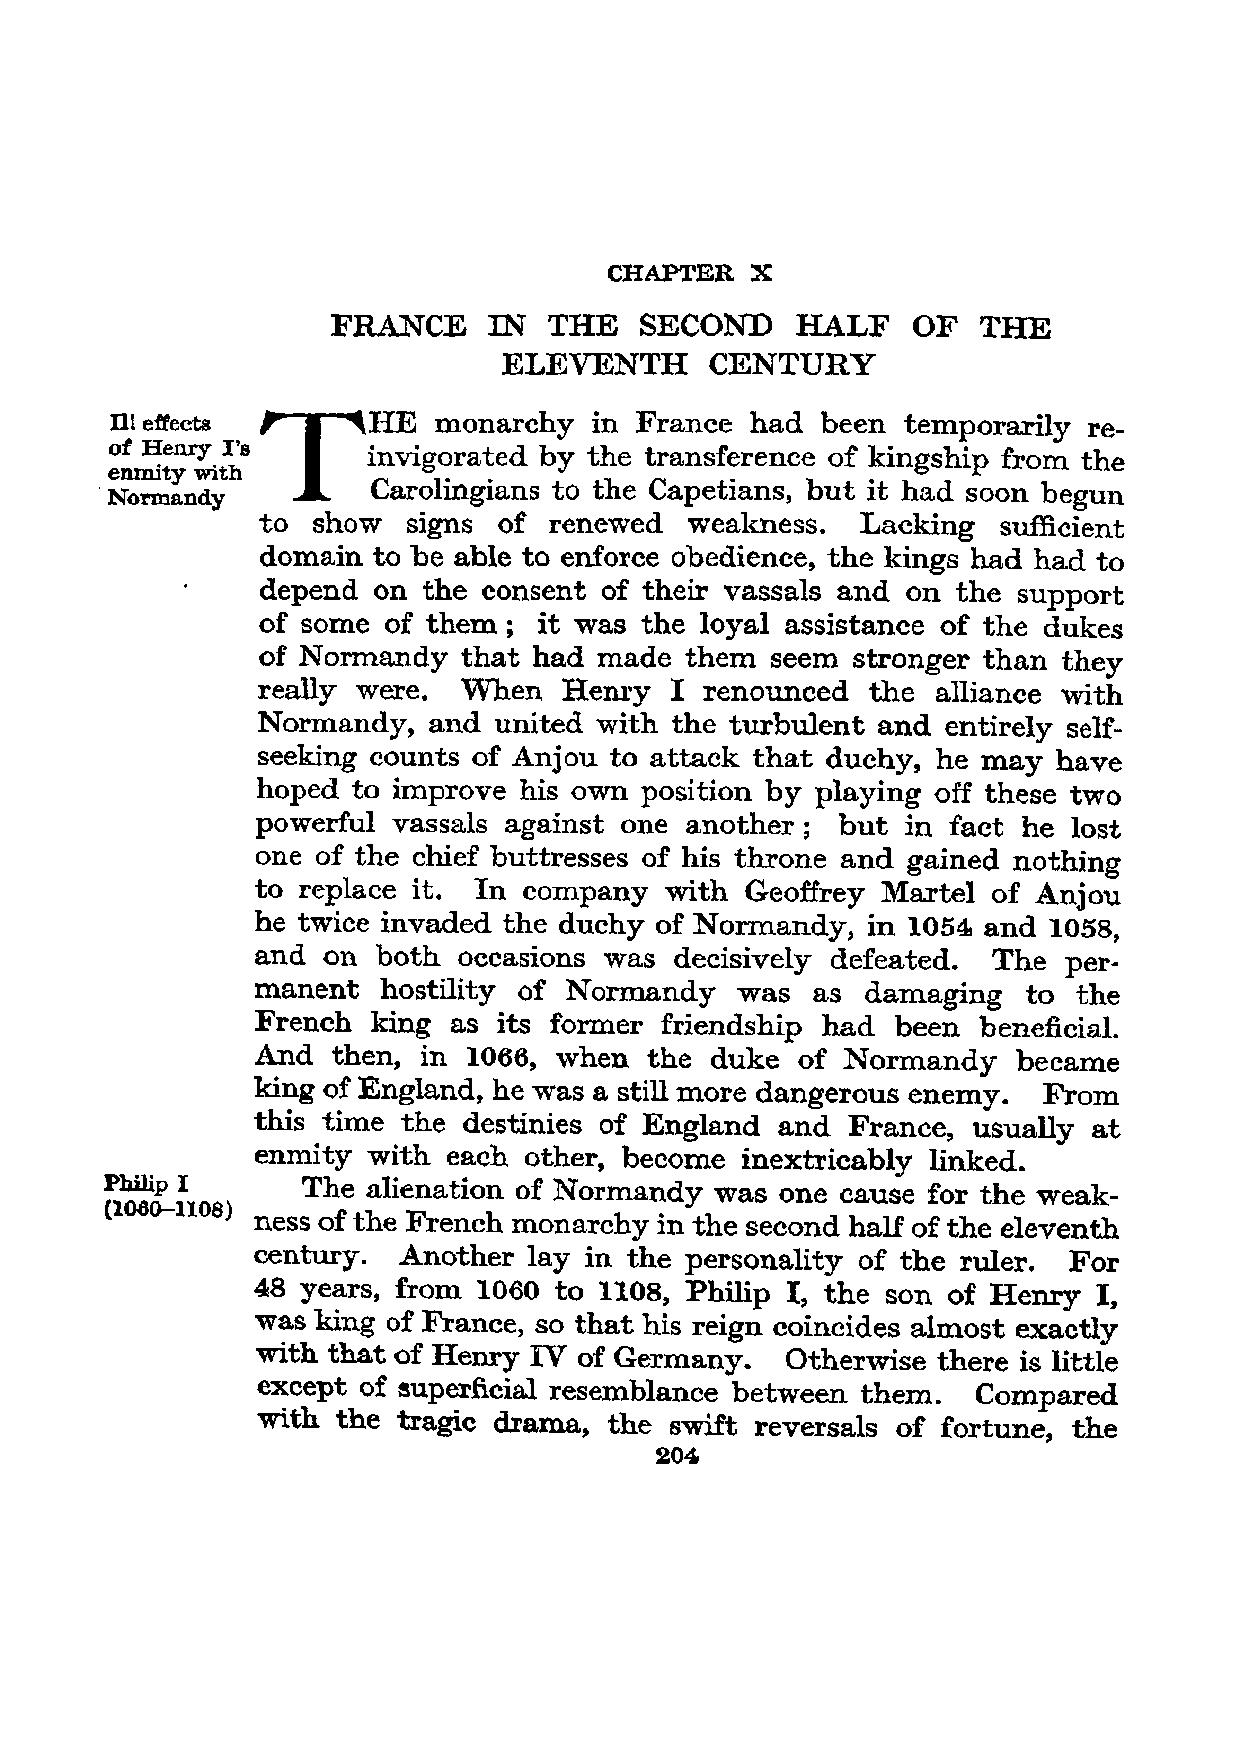 CHAPTER X
FRANCE IN THE SECOND HALF OF THE
ELEVENTH CENTURY
Ill effects
of Henry I's
enmity with
Normandy
THE monarchy in France had been temporarily re-
invigorated by the transference of kingship from the
Carolingians to the Capetians, but it had soon begun
to show signs of renewed weakness. Lacking sufficient
domain to be able to enforce obedience, the kings had had to
depend on the consent of their vassals and on the support
of some of them; it was the loyal assistance of the dukes
of Normandy that had made them seem stronger than they
really were. When Henry I renounced the alliance with
Normandy, and united with the turbulent and entirely self-
seeking counts of Anjou to attack that duchy, he may have
hoped to improve his own position by playing off these two
powerful vassals against one another; but in fact he lost
one of the chief buttresses of his throne and gained nothing
to replace it. In company with Geoffrey Martel of Anjou
he twice invaded the duchy of Normandy, in 1054 and 1058,
and on both occasions was decisively defeated. The per-
manent hostility of Normandy was as damaging to the
French king as its former friendship had been beneficial.
And then, in 1066, when the duke of Normandy became
king of England, he was a still more dangerous enemy. From
this time the destinies of England and France, usually at
enmity with each other, become inextricably linked.
Philip I
(1060–1108)
The alienation of Normandy was one cause for the weak-
ness of the French monarchy in the second half of the eleventh
century. Another lay in the personality of the ruler. For
48 years, from 1060 to 1108, Philip I, the son of Henry I,
was king of France, so that his reign coincides almost exactly
with that of Henry IV of Germany. Otherwise there is little
except of superficial resemblance between them. Compared
with the tragic drama, the swift reversals of fortune, the
204